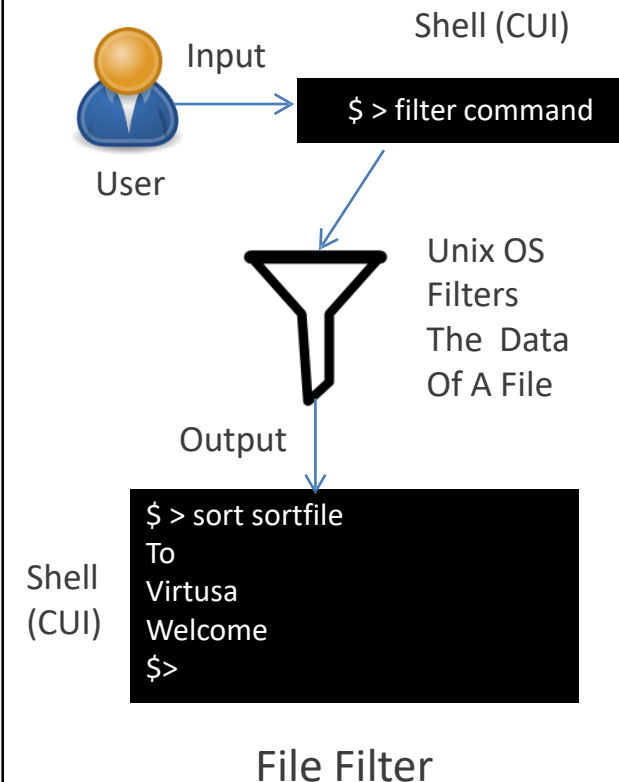 Shell (CUI)
Input
$ > filter command
User
Unix OS
Filters
The Data
Of A File
Output
$ > sort sortfile
To
Virtusa
Welcome
$>
Shell
(CUI)
File Filter